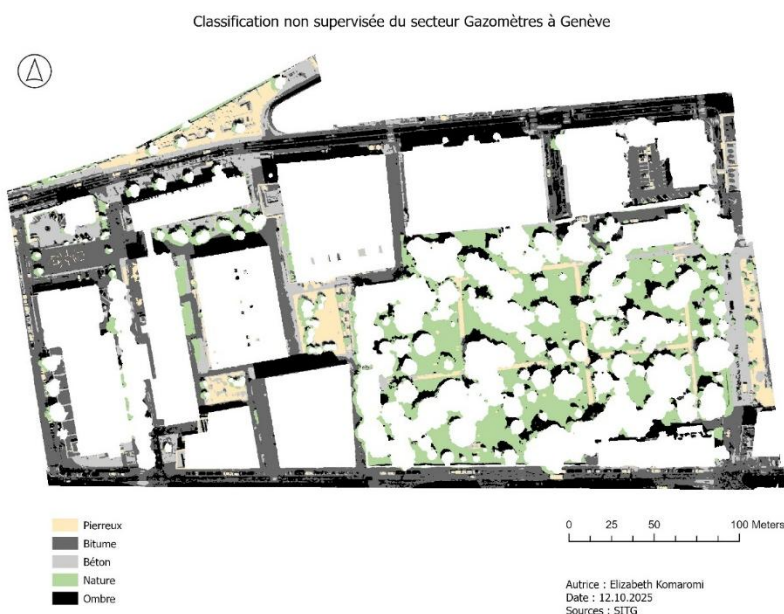 Classification non supervisée du secteur Gazomètres à Genève
Pierreux
Bitume
Béton
Nature
Ombre
0 25 50 100 Meters
Autrice : Elizabeth Komaromi
Date : 12.10.2025
Sources : SITG